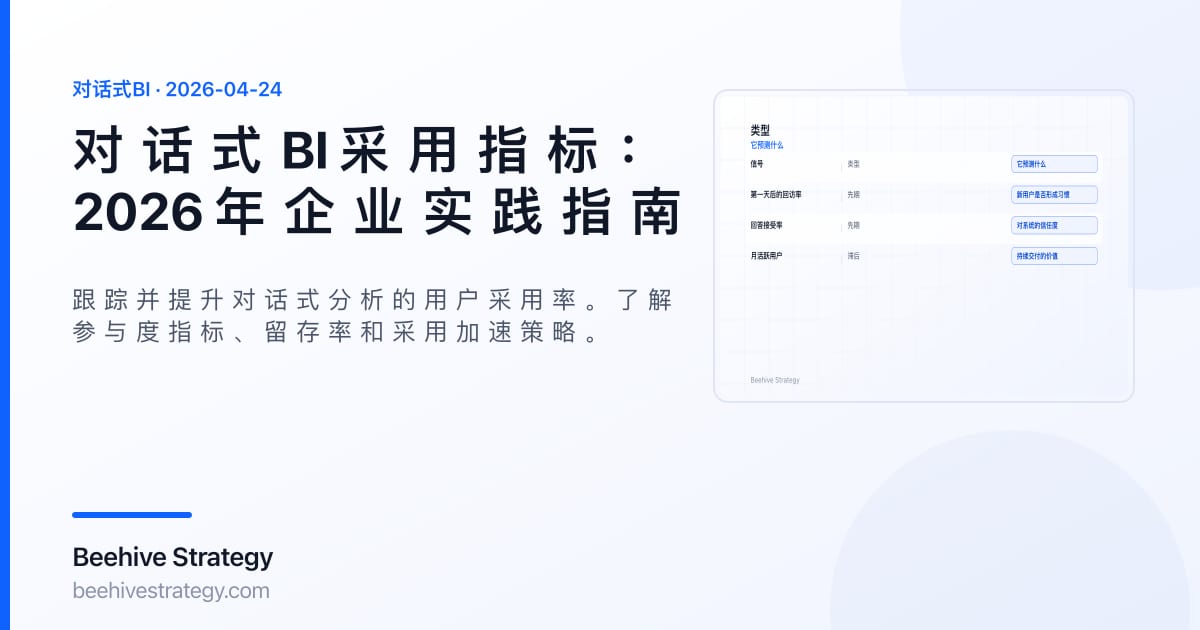 对话式BI · 2026-04-24
对话式BI采用指标：
2026年企业实践指南
跟踪并提升对话式分析的用户采用率。了解
参与度指标、留存率和采用加速策略。
Beehive Strategy
beehivestrategy.com
类型
它预测什么
信号 类型 它预测什么
第一天后的回访率 先期 新用户是否形成习惯
回答接受率 先期 对系统的信任度
月活跃用户 滞后 持续交付的价值
Beehive Strategy